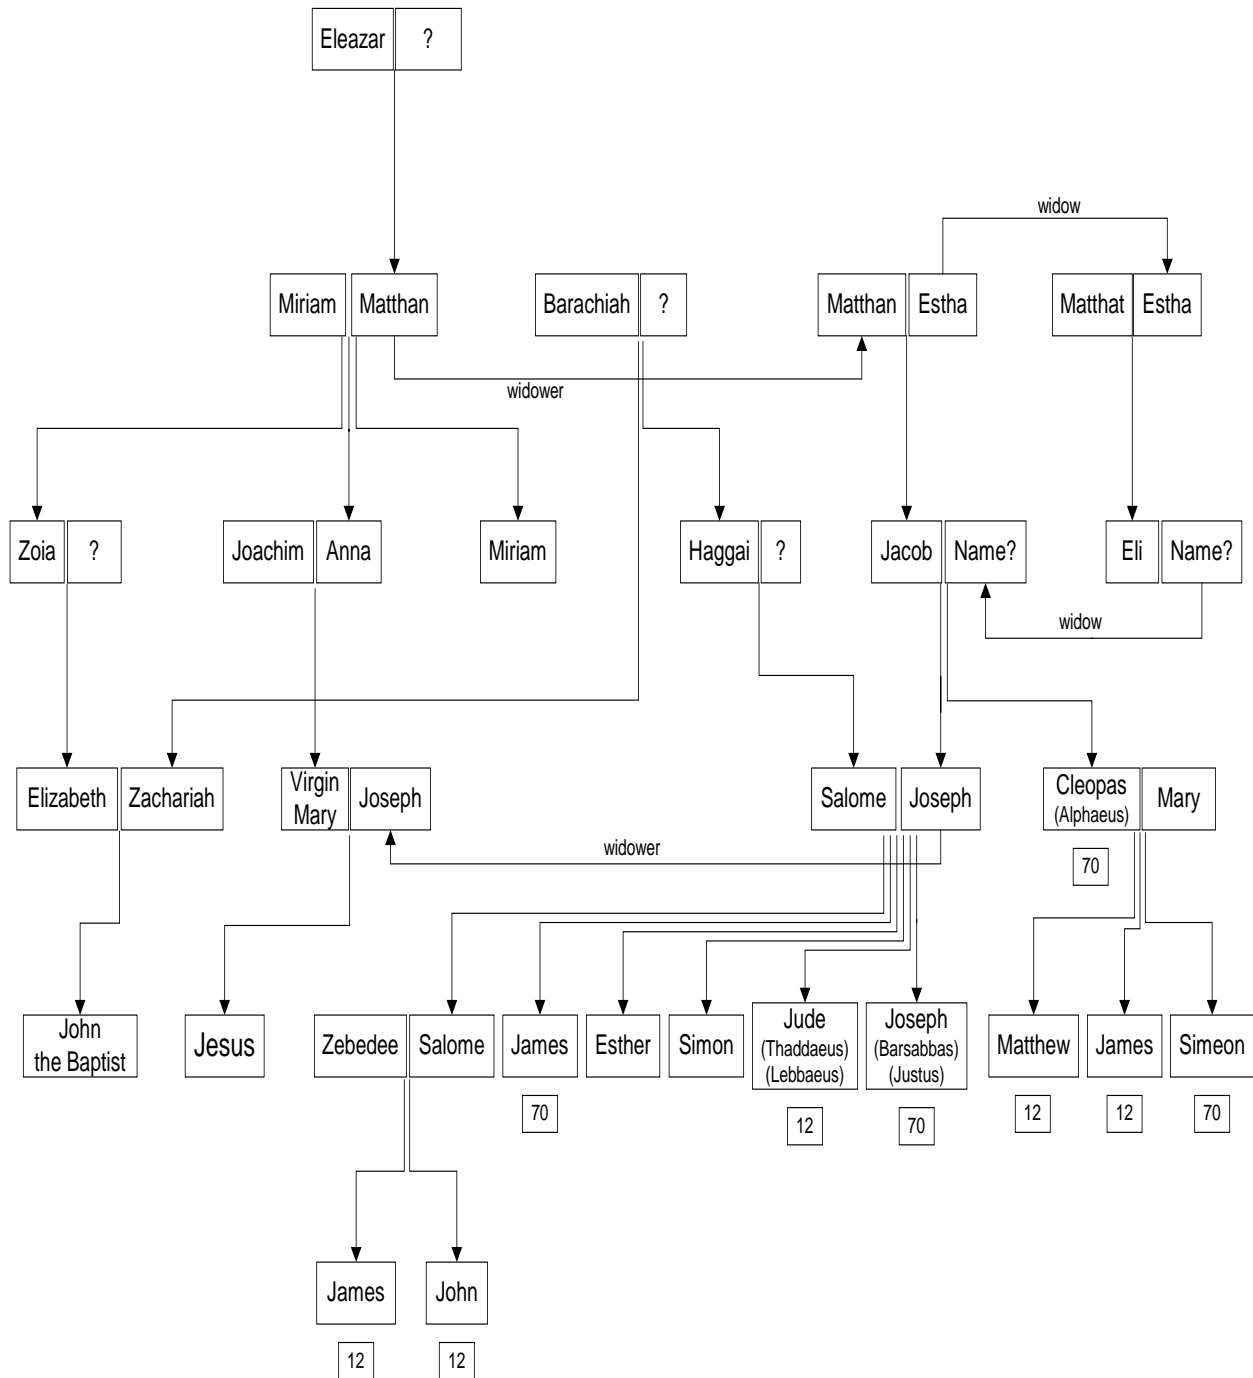 Eleazar ?
widow
Miriam Matthan Barachiah ? Matthan Estha Matthat Estha
widower
Zoia ? Joachim Anna Miriam Haggai ? Jacob Name? Eli Name?
widow
Elizabeth Zachariah Virgin Mary Joseph Salome Joseph Cleopas (Alphaeus) Mary
widower
70
John the Baptist Jesus Zebedee Salome James Esther Simon Jude (Thaddaeus) (Lebbaeus) Joseph (Barsabbas) (Justus) Matthew James Simeon
70 12 70 12 12 70
James John
12 12